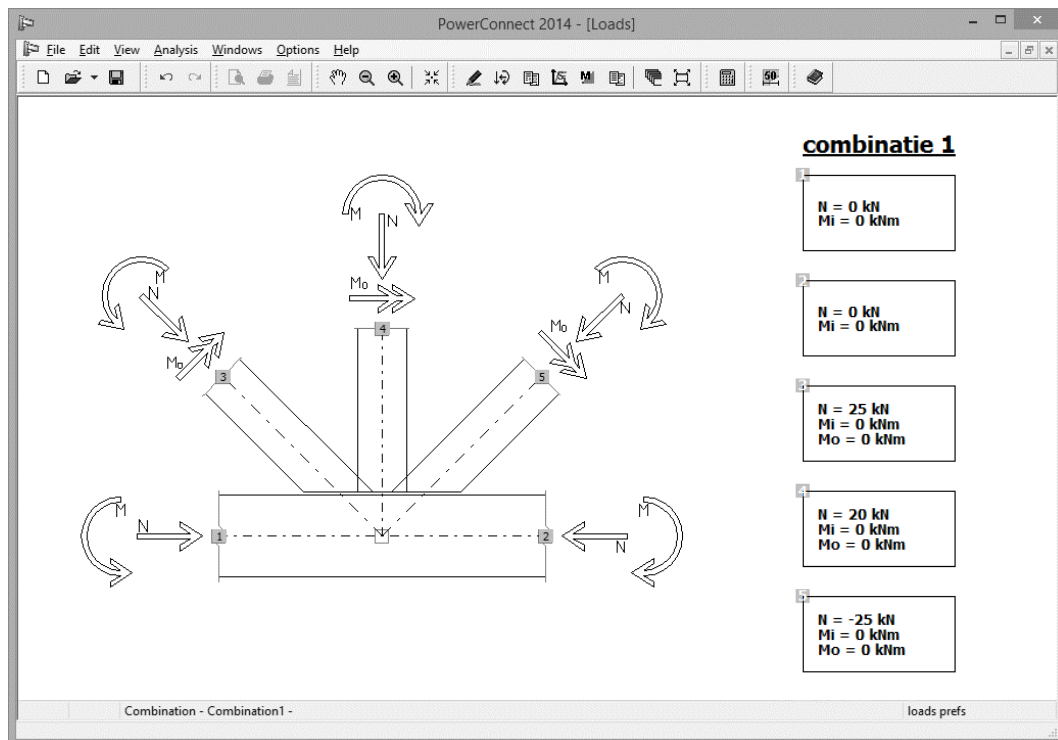 PowerConnect 2014 - [Loads]
File Edit View Analysis Windows Options Help
50
combinatie 1
1
N = 0 kN
Mi = 0 kNm
2
N = 0 kN
Mi = 0 kNm
3
N = 25 kN
Mi = 0 kNm
Mo = 0 kNm
4
N = 20 kN
Mi = 0 kNm
Mo = 0 kNm
5
N = -25 kN
Mi = 0 kNm
Mo = 0 kNm
M
N
Mo
4
M
N
Mo
3
M
N
Mo
5
M
N
1
2
M
N
Combination - Combination1 -
loads prefs